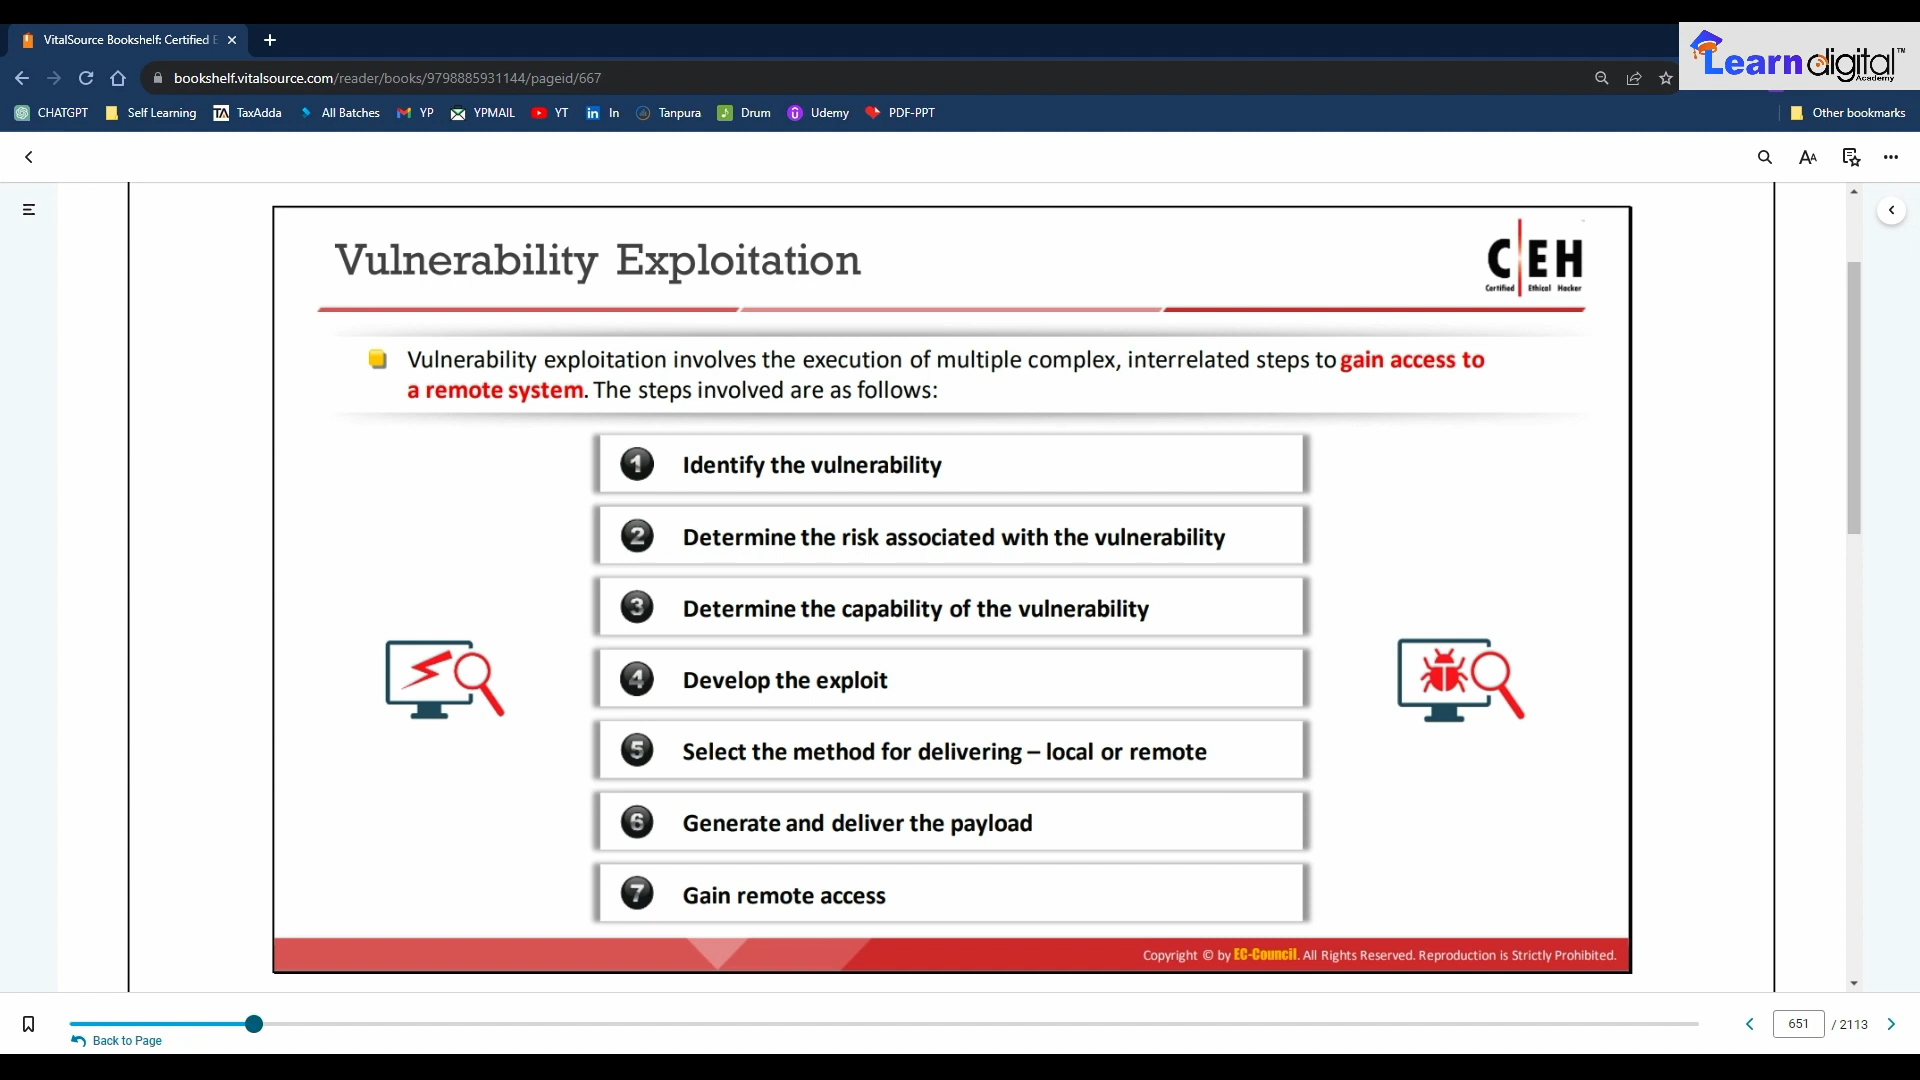 VitalSource Bookshelf: Certified E
Learn digital™
Academy
bookshelf.vitalsource.com/reader/books/9798885931144/pageid/667
CHATGPT Self Learning TA TaxAdda All Batches YP YPMAIL YT in In Tanpura Drum Udemy PDF-PPT Other bookmarks
AA
Vulnerability Exploitation
C|EH
Certified Ethical Hacker
Vulnerability exploitation involves the execution of multiple complex, interrelated steps to gain access to
a remote system. The steps involved are as follows:
1 Identify the vulnerability
2 Determine the risk associated with the vulnerability
3 Determine the capability of the vulnerability
4 Develop the exploit
5 Select the method for delivering – local or remote
6 Generate and deliver the payload
7 Gain remote access
Copyright © by EC-Council. All Rights Reserved. Reproduction is Strictly Prohibited.
651 / 2113
Back to Page